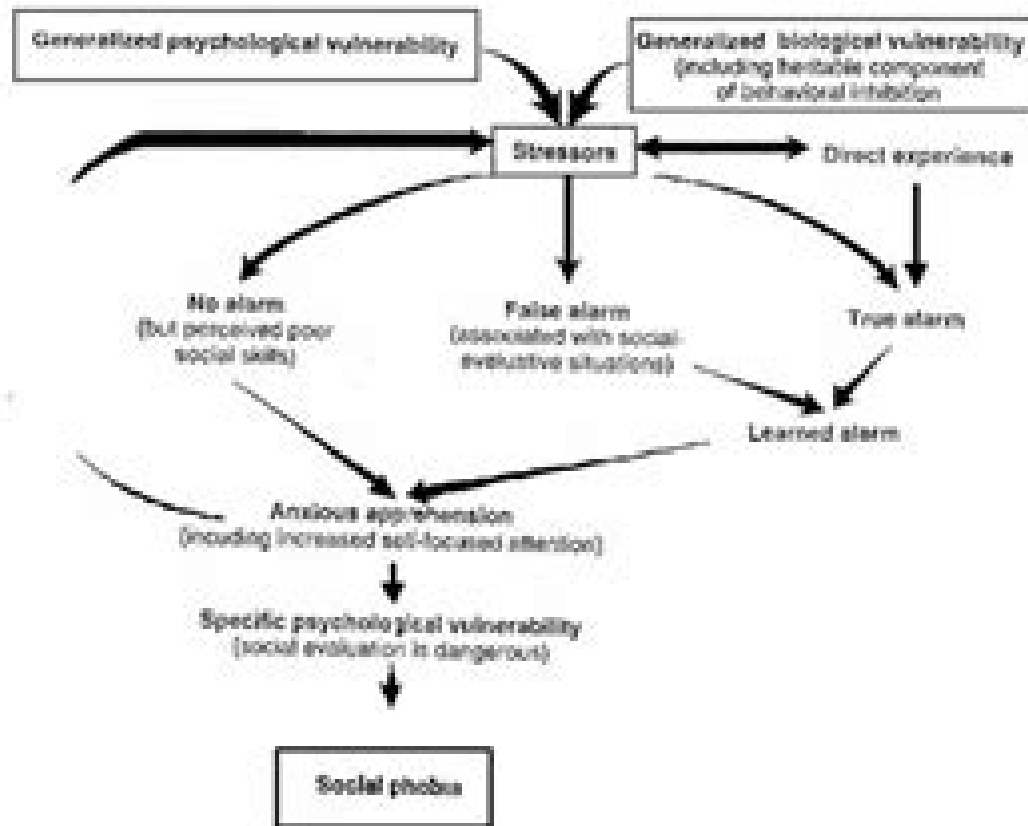 Generalized psychological vulnerability
Generalized biological vulnerability
(including heritable component
of behavioral inhibition
Stressors
Direct experience
No alarm
(but perceived poor
social skills)
False alarm
(associated with social-
evaluative situations)
True alarm
Learned alarm
Anxious apprehension
(incuding increased self-focused attention)
Specific psychological vulnerability
(social evaluation is dangerous)
Social phobia